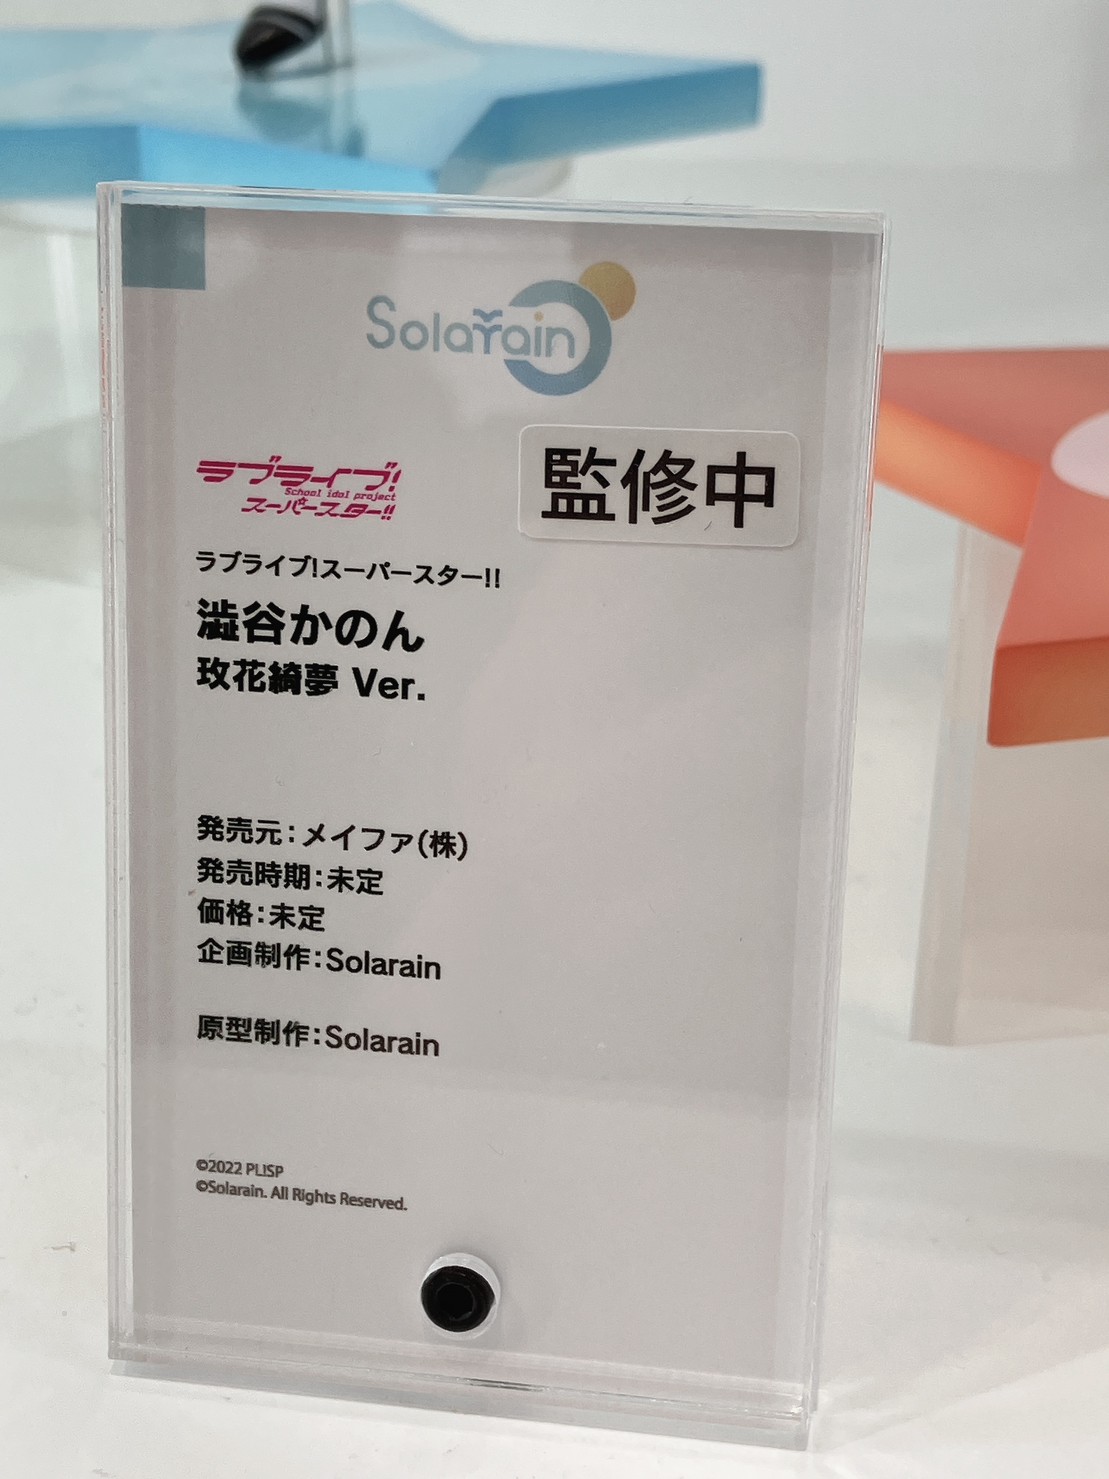 Solarain
ラブライブ!
School idol project
スーパースター!!
監修中
ラブライブ!スーパースター!!
澁谷かのん
玫花綺夢 Ver.
発売元:メイファ(株)
発売時期:未定
価格:未定
企画制作:Solarain
原型制作:Solarain
©2022 PL!SP
©Solarain. All Rights Reserved.